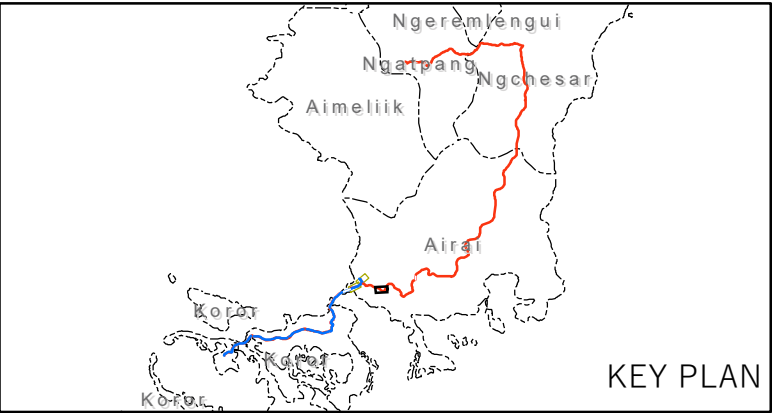 Ngeremlengui
Ngatpang
Ngchesar
Aimeliik
Airai
Koror
Koror
KEY PLAN
Koror